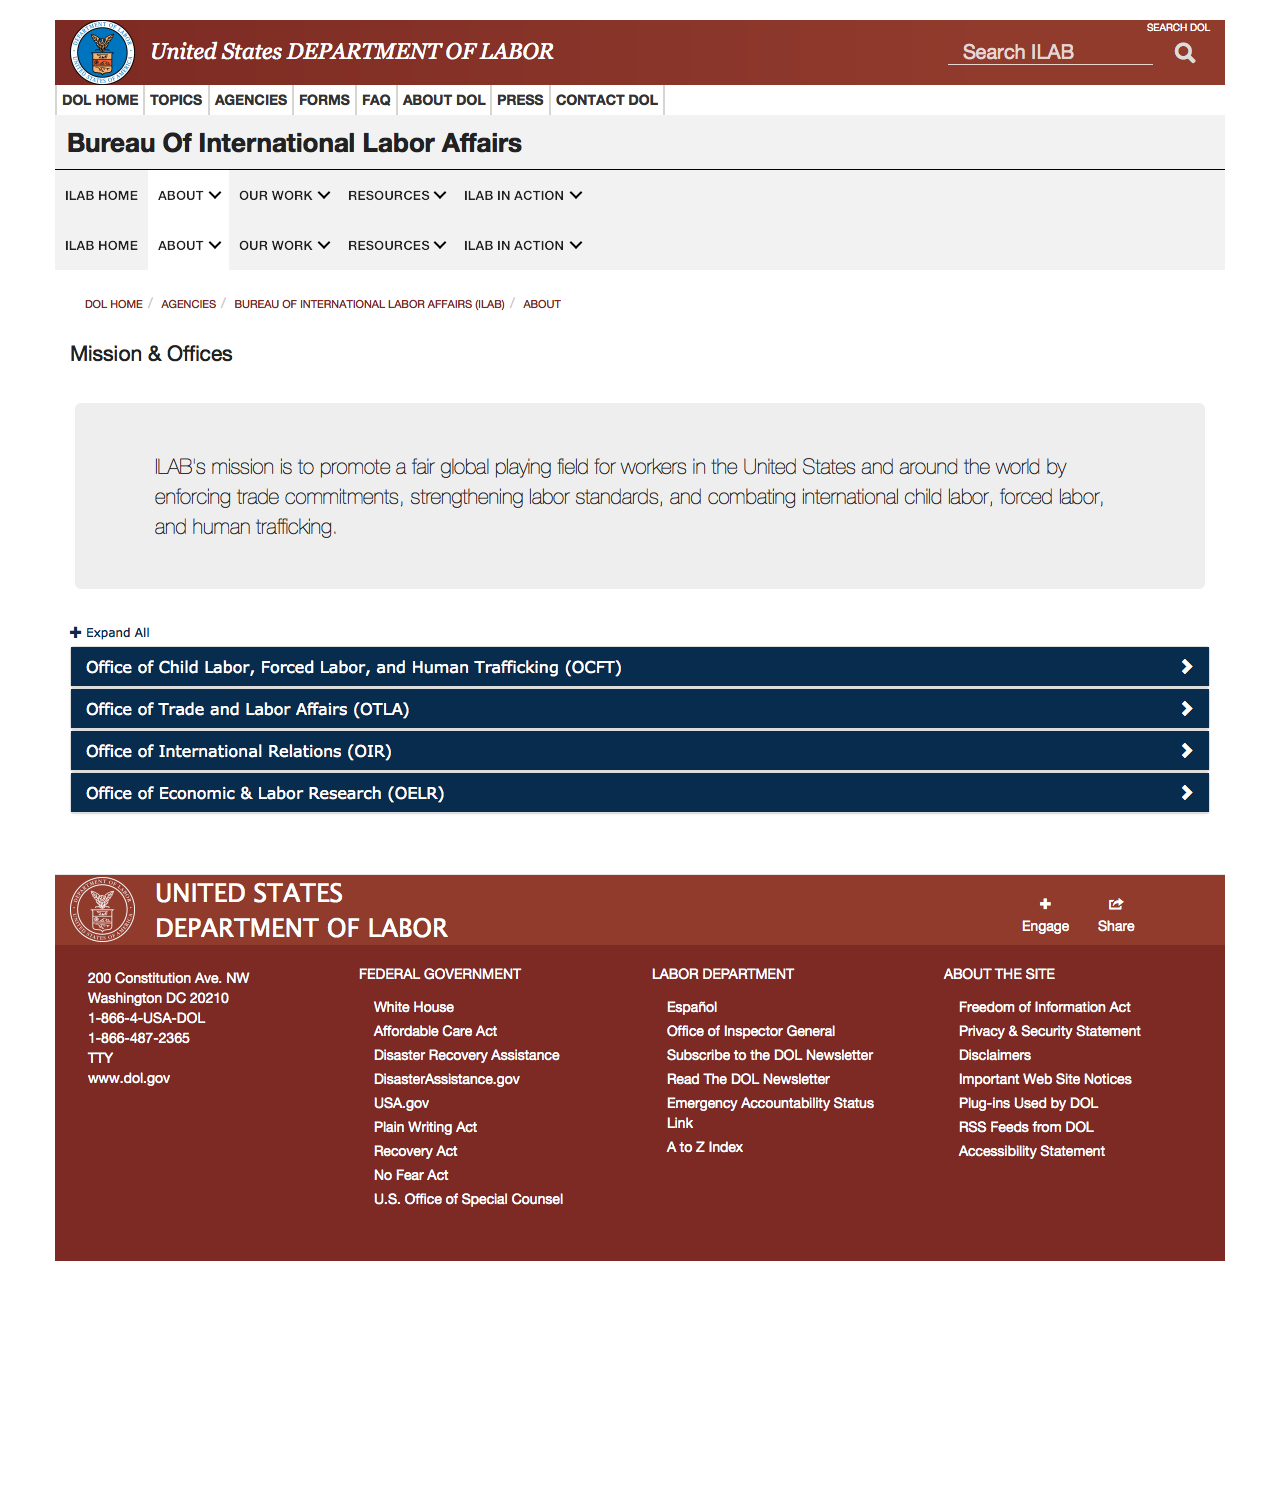 SEARCH DOL
United States DEPARTMENT OF LABOR
Search ILAB
DOL HOME TOPICS AGENCIES FORMS FAQ ABOUT DOL PRESS CONTACT DOL
Bureau Of International Labor Affairs
ILAB HOME ABOUT OUR WORK RESOURCES ILAB IN ACTION
ILAB HOME ABOUT OUR WORK RESOURCES ILAB IN ACTION
DOL HOME / AGENCIES / BUREAU OF INTERNATIONAL LABOR AFFAIRS (ILAB) / ABOUT
Mission & Offices
ILAB's mission is to promote a fair global playing field for workers in the United States and around the world by
enforcing trade commitments, strengthening labor standards, and combating international child labor, forced labor,
and human trafficking.
Expand All
Office of Child Labor, Forced Labor, and Human Trafficking (OCFT)
Office of Trade and Labor Affairs (OTLA)
Office of International Relations (OIR)
Office of Economic & Labor Research (OELR)
UNITED STATES
DEPARTMENT OF LABOR
Engage
Share
200 Constitution Ave. NW
Washington DC 20210
1-866-4-USA-DOL
1-866-487-2365
TTY
www.dol.gov
FEDERAL GOVERNMENT
White House
Affordable Care Act
Disaster Recovery Assistance
DisasterAssistance.gov
USA.gov
Plain Writing Act
Recovery Act
No Fear Act
U.S. Office of Special Counsel
LABOR DEPARTMENT
Español
Office of Inspector General
Subscribe to the DOL Newsletter
Read The DOL Newsletter
Emergency Accountability Status
Link
A to Z Index
ABOUT THE SITE
Freedom of Information Act
Privacy & Security Statement
Disclaimers
Important Web Site Notices
Plug-ins Used by DOL
RSS Feeds from DOL
Accessibility Statement